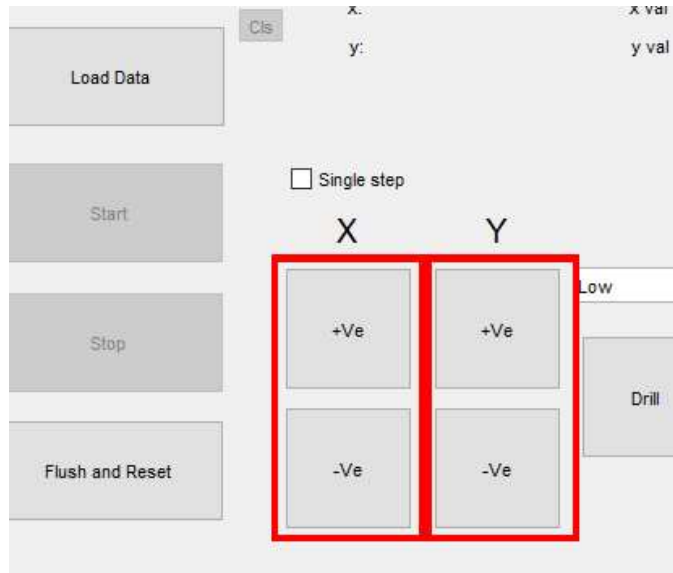 Cls
x:
x val
y:
y val
Load Data
Single step
Start
X
Y
Low
+Ve
+Ve
Stop
Drill
-Ve
-Ve
Flush and Reset